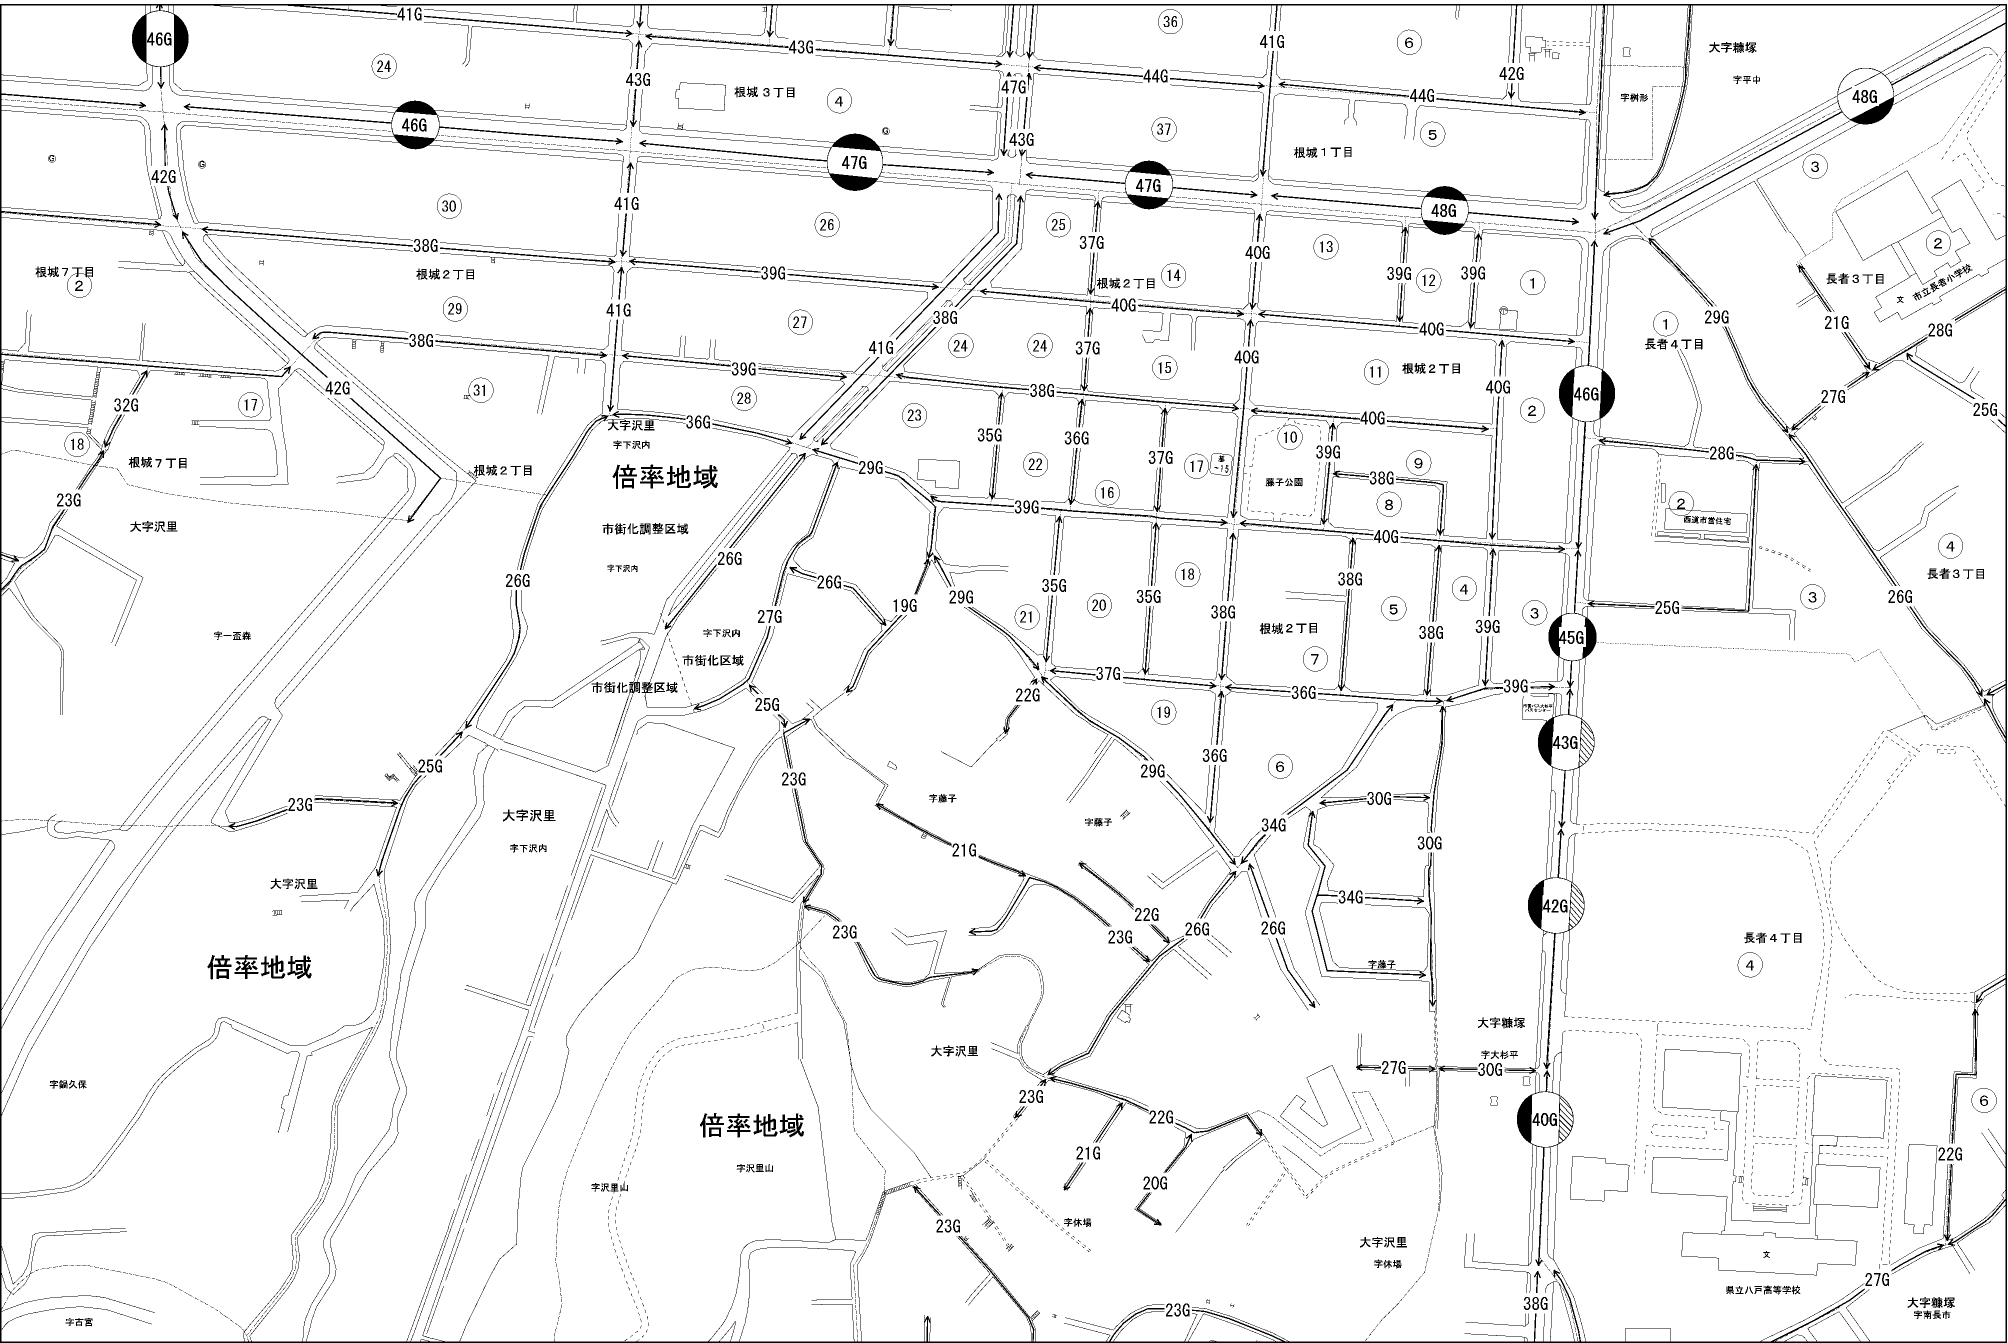 41G
36
41G
6
大字糠塚
46G
43G
24
43G
44G
42G
字平中
47G
根城３丁目
4
44G
字桝形
48G
46G
37
5
43G
根城１丁目
47G
3
42G
47G
41G
30
48G
26
25
37G
2
38G
40G
13
根城７丁目
2
根城２丁目
39G
根城２丁目
14
39G
12
39G
1
長者３丁目
市立長者小学校
文
29
41G
27
38G
40G
29G
21G
28G
1
長者４丁目
38G
41G
24
24
37G
15
40G
40G
39G
38G
11
根城２丁目
40G
46G
27G
25G
32G
17
42G
31
28
23
2
36G
大字沢里
字下沢内
35G
36G
37G
10
39G
40G
28G
18
根城７丁目
根城２丁目
倍率地域
29G
22
17
墓
~15
藤子公園
9
38G
23G
16
8
2
西道市営住宅
大字沢里
市街化調整区域
39G
40G
4
字下沢内
26G
26G
26G
27G
19G
29G
35G
20
35G
18
38G
38G
5
4
長者３丁目
3
25G
26G
字一盃森
字下沢内
21
根城２丁目
38G
39G
3
45G
市街化区域
7
市街化調整区域
25G
22G
37G
36G
39G
19
43G
25G
23G
29G
36G
6
23G
大字沢里
字藤子
字藤子
34G
30G
21G
30G
字下沢内
大字沢里
34G
42G
22G
倍率地域
23G
23G
26G
26G
字藤子
長者４丁目
4
大字沢里
大字糠塚
字大杉平
字鍋久保
27G
30G
倍率地域
23G
22G
40G
6
21G
22G
字沢里山
字沢里山
20G
23G
字休場
大字沢里
字休場
文
県立八戸高等学校
27G
字古宮
23G
38G
大字糠塚
字南長市